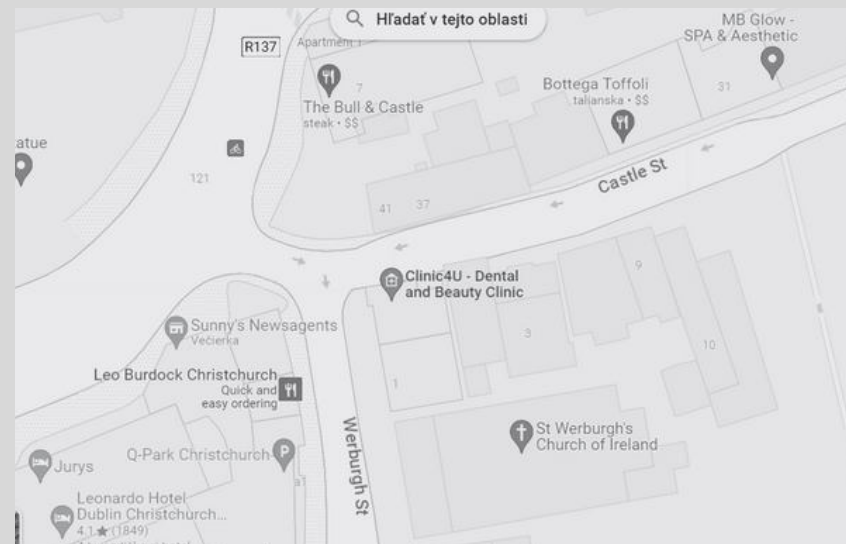 Hľadať v tejto oblasti
MB Glow -
SPA & Aesthetic
R137
Apartment 1
7
The Bull & Castle
steak • $$
Bottega Toffoli
talianska • $$
31
atue
121
Castle St
41
37
Clinic4U - Dental
and Beauty Clinic
9
3
10
Sunny's Newsagents
Večierka
Leo Burdock Christchurch
Quick and
easy ordering
1
Werburgh St
St Werburgh's
Church of Ireland
Q-Park Christchurch
P
Jurys
Leonardo Hotel
Dublin Christchurch...
4.1 ★ (1849)